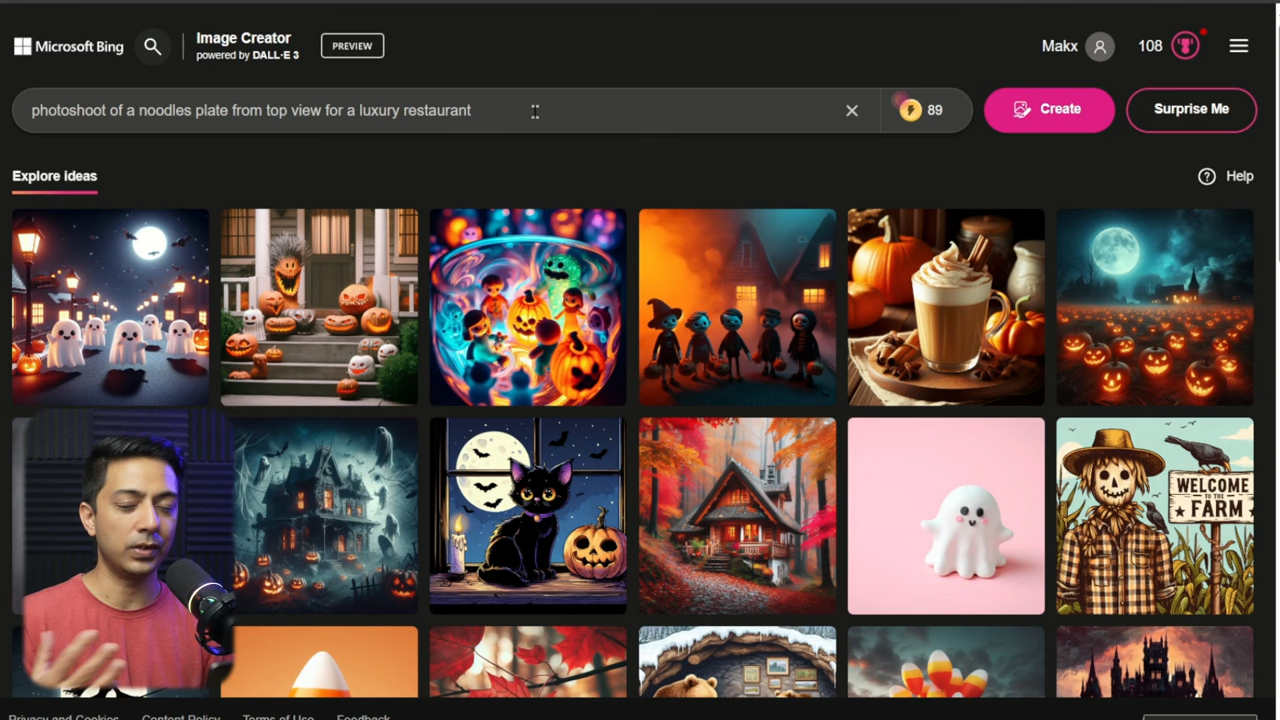 Microsoft Bing
Image Creator
powered by DALL·E 3
PREVIEW
Makx
108
photoshoot of a noodles plate from top view for a luxury restaurant
89
Create
Surprise Me
Explore ideas
Help
WELCOME
TO THE
FARM
Privacy and Cookies
Content Policy
Terms of Use
Feedback